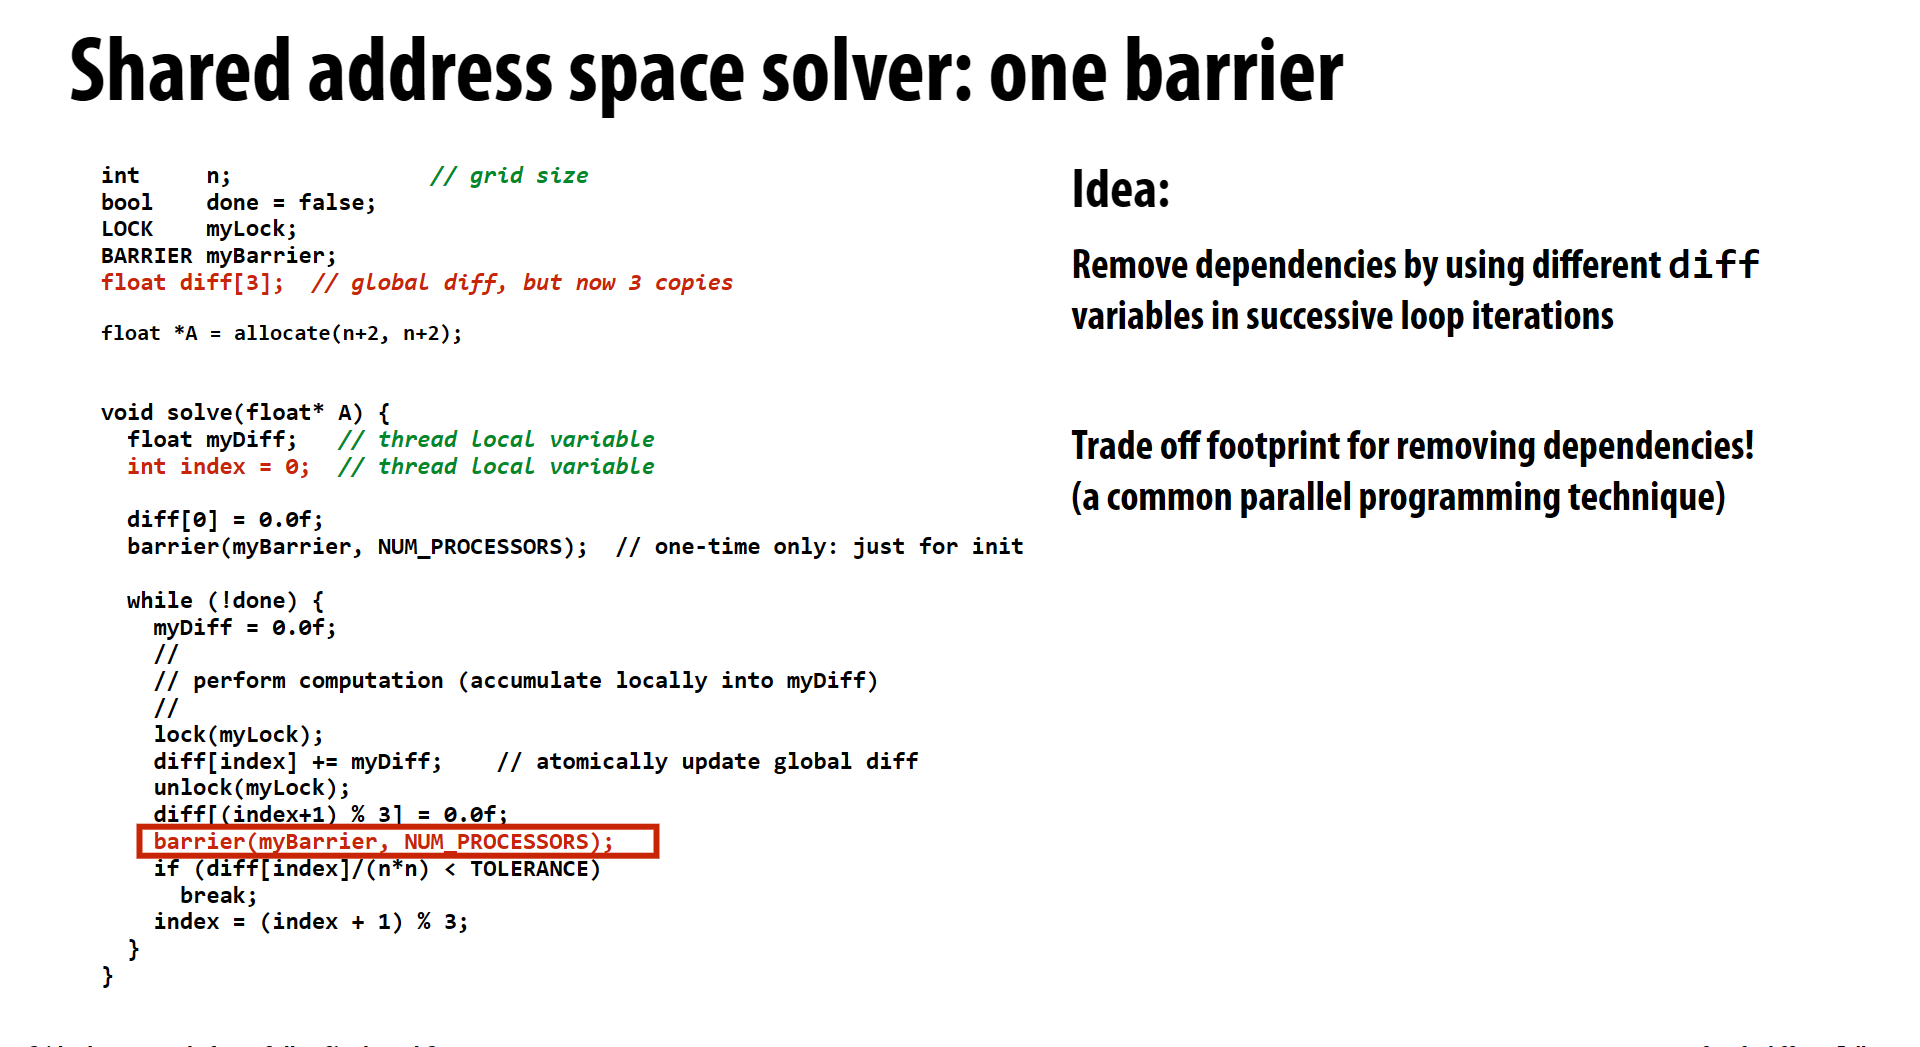 Shared address space solver: one barrier
int     n;               // grid size
bool    done = false;
LOCK    myLock;
BARRIER myBarrier;
float diff[3];  // global diff, but now 3 copies
float *A = allocate(n+2, n+2);
void solve(float* A) {
  float myDiff;   // thread local variable
  int index = 0;  // thread local variable
  diff[0] = 0.0f;
  barrier(myBarrier, NUM_PROCESSORS);  // one-time only: just for init
  while (!done) {
    myDiff = 0.0f;
    //
    // perform computation (accumulate locally into myDiff)
    //
    lock(myLock);
    diff[index] += myDiff;    // atomically update global diff
    unlock(myLock);
    diff[(index+1) % 3] = 0.0f;
    barrier(myBarrier, NUM_PROCESSORS);
    if (diff[index]/(n*n) < TOLERANCE)
      break;
    index = (index + 1) % 3;
  }
}
Idea:
Remove dependencies by using different diff
variables in successive loop iterations
Trade off footprint for removing dependencies!
(a common parallel programming technique)